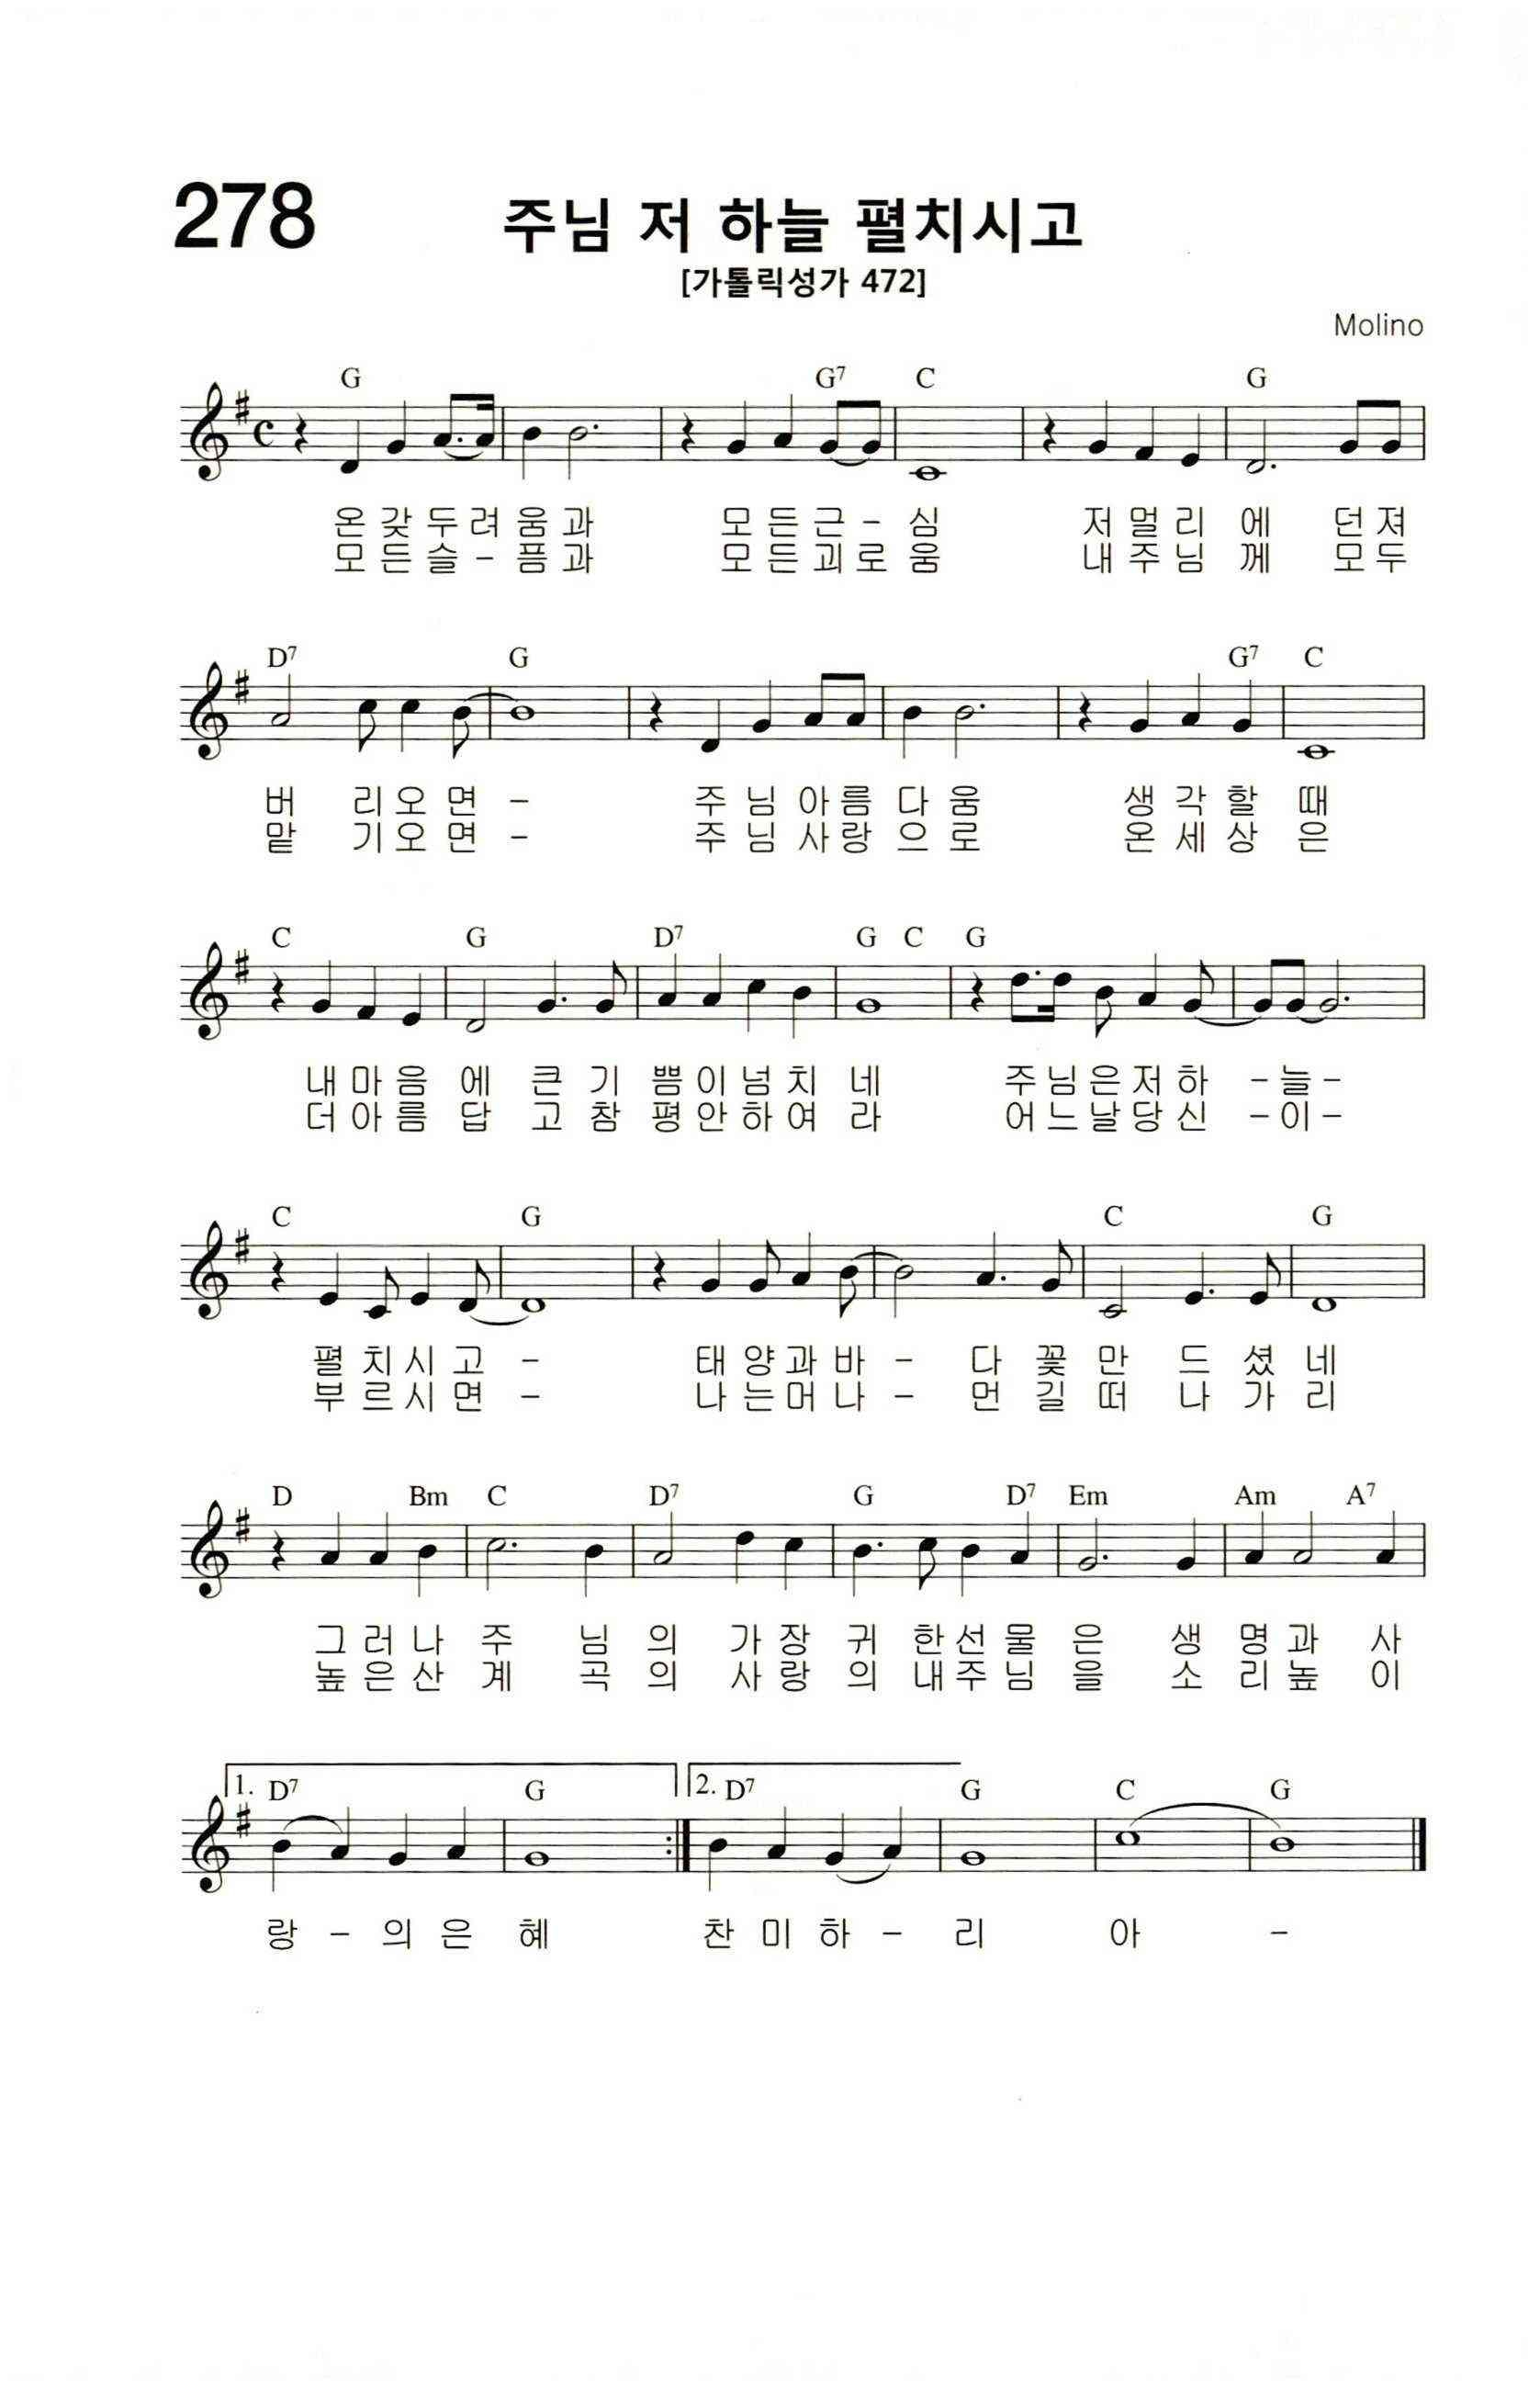 278
주님 저 하늘 펼치시고
[가톨릭성가 472]
Molino
G G7 C G
온 갖 두 려 움 과 모 든 근 - 심 저 멀 리 에 던 져
모 든 슬 - 픔 과 모 든 괴 로 움 내 주 님 께 모 두
D7 G G7 C
버 리 오 면 - 주 님 아 름 다 움 생 각 할 때
맡 기 오 면 - 주 님 사 랑 으 로 온 세 상 은
C G D7 G C G
내 마 음 에 큰 기 쁨 이 넘 치 네 주 님 은 저 하 - 늘 -
더 아 름 답 고 참 평 안 하 여 라 어 느 날 당 신 - 이 -
C G C G
펼 치 시 고 - 태 양 과 바 - 다 꽃 만 드 셨 네
부 르 시 면 - 나 는 머 나 - 먼 길 떠 나 가 리
D Bm C D7 G D7 Em Am A7
그 러 나 주 님 의 가 장 귀 한 선 물 은 생 명 과 사
높 은 산 계 곡 의 사 랑 의 내 주 님 을 소 리 높 이
1. D7 G 2. D7 G C G
랑 - 의 은 혜 찬 미 하 - 리 아 -